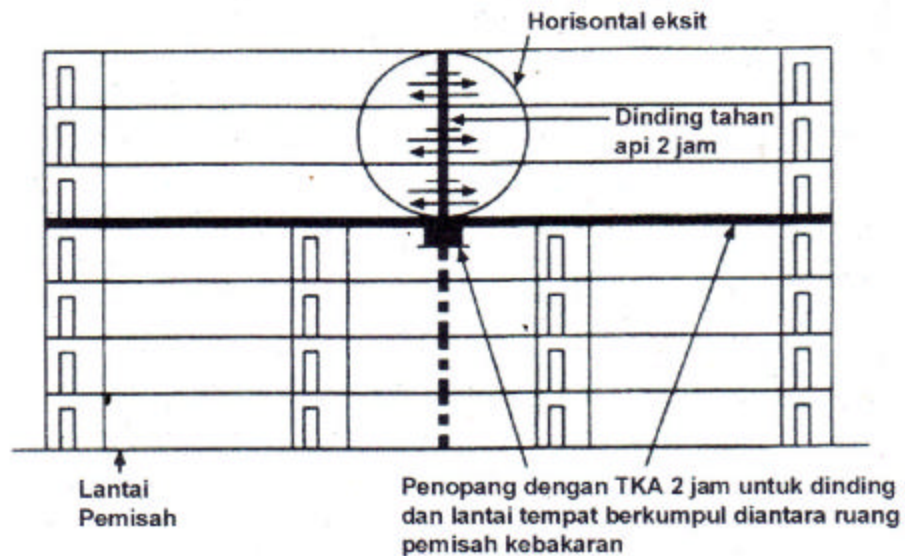 Horisontal eksit
Dinding tahan
api 2 jam
Lantai
Pemisah
Penopang dengan TKA 2 jam untuk dinding
dan lantai tempat berkumpul diantara ruang
pemisah kebakaran